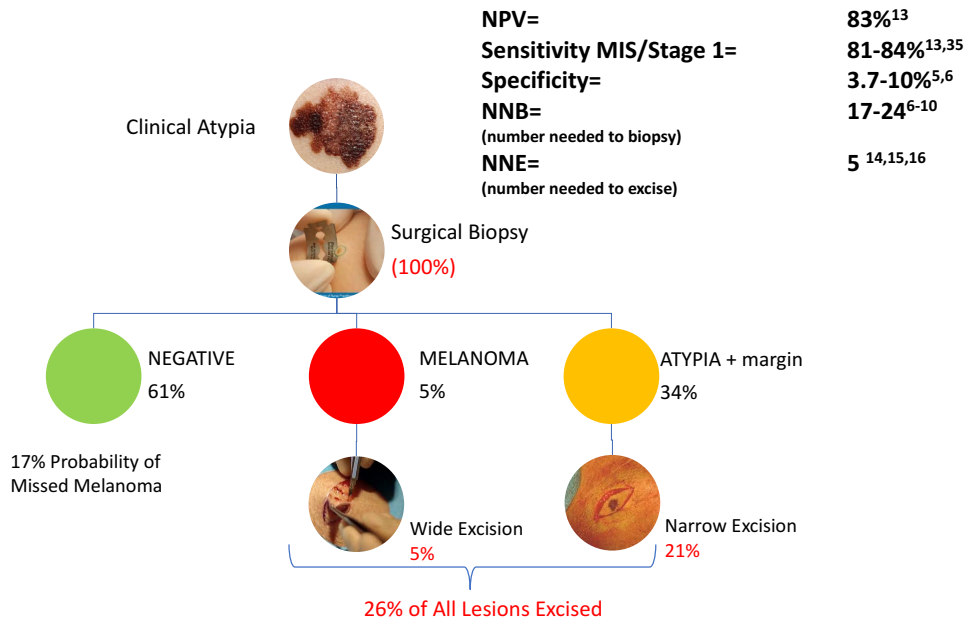 NPV= 83%13
Sensitivity MIS/Stage 1= 81-84%13,35
Specificity= 3.7-10%5,6
NNB= 17-246-10
(number needed to biopsy)
NNE= 5 14,15,16
(number needed to excise)
Clinical Atypia
Surgical Biopsy
(100%)
NEGATIVE
61%
MELANOMA
5%
ATYPIA + margin
34%
17% Probability of
Missed Melanoma
Wide Excision
5%
Narrow Excision
21%
26% of All Lesions Excised